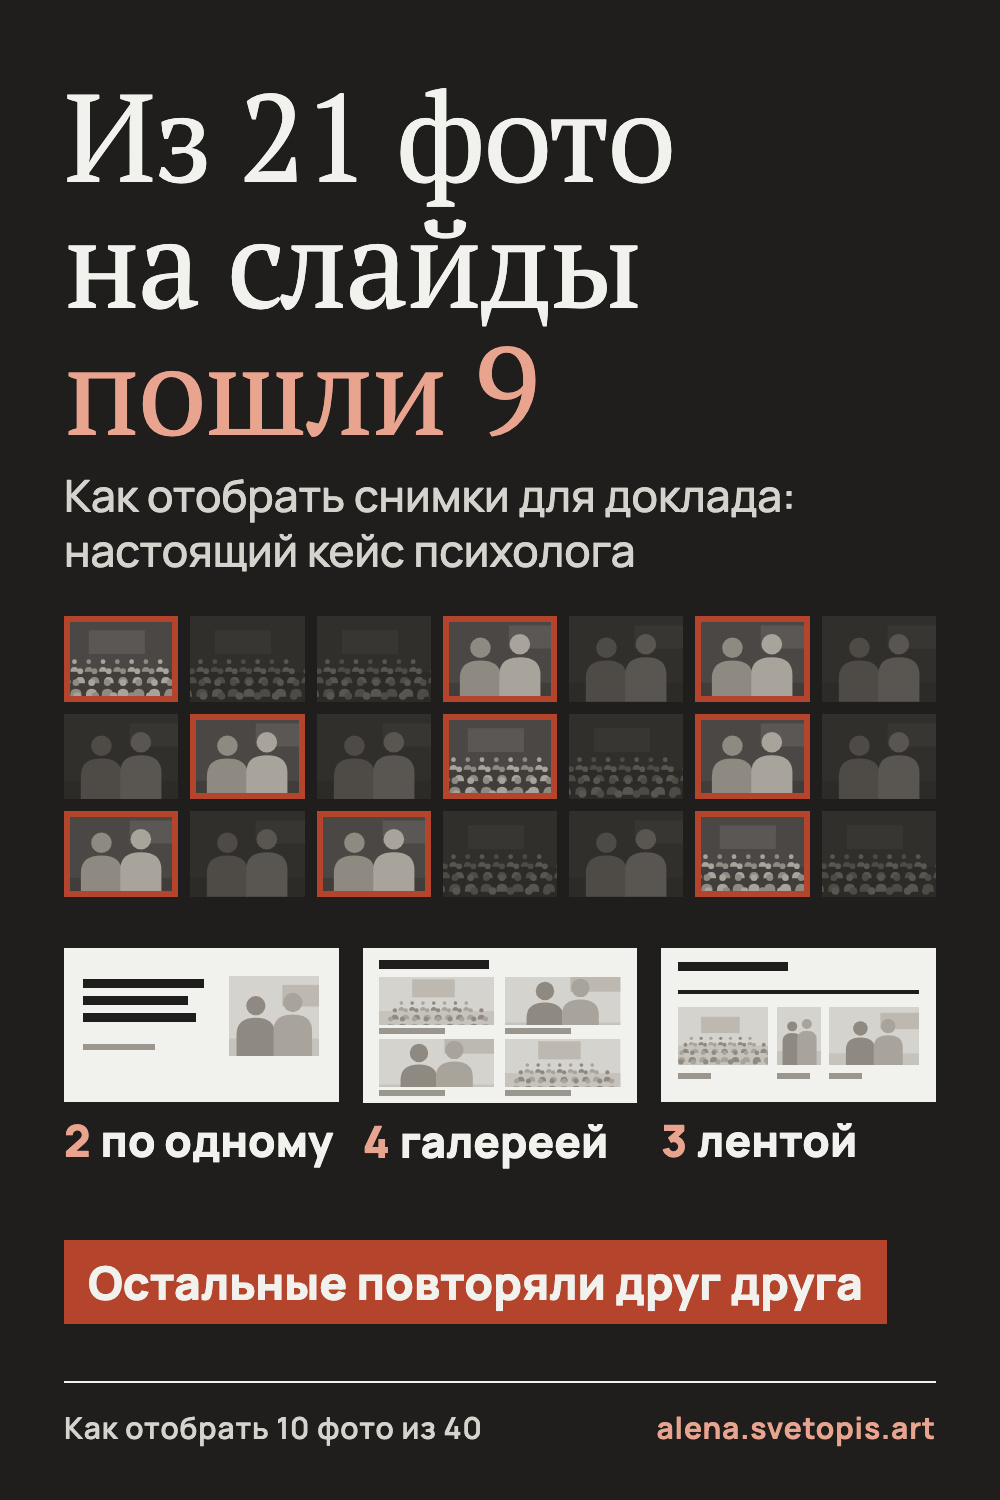 Из 21 фото
на слайды
пошли 9
Как отобрать снимки для доклада:
настоящий кейс психолога
2 по одному
4 галереей
3 лентой
Остальные повторяли друг друга
Как отобрать 10 фото из 40
alena.svetopis.art